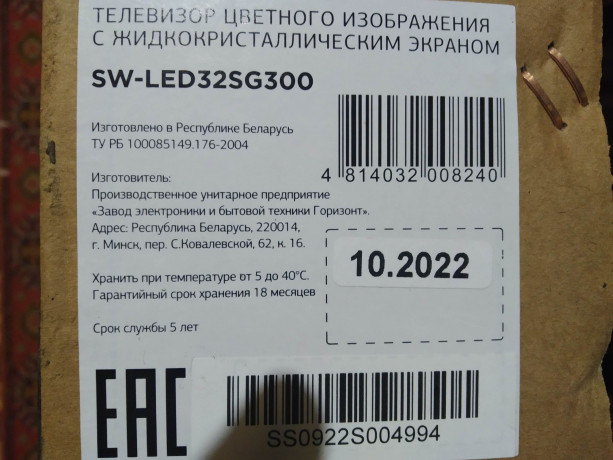 ТЕЛЕВИЗОР ЦВЕТНОГО ИЗОБРАЖЕНИЯ
С ЖИДКОКРИСТАЛЛИЧЕСКИМ ЭКРАНОМ
SW-LED32SG300
Изготовлено в Республике Беларусь
ТУ РБ 100085149.176-2004
4 814032 008240
Изготовитель:
Производственное унитарное предприятие
«Завод электроники и бытовой техники Горизонт».
Адрес: Республика Беларусь, 220014,
г. Минск, пер. С.Ковалевской, 62, к. 16.
10.2022
Хранить при температуре от 5 до 40°С.
Гарантийный срок хранения 18 месяцев
Срок службы 5 лет
EAC
SS0922S004994